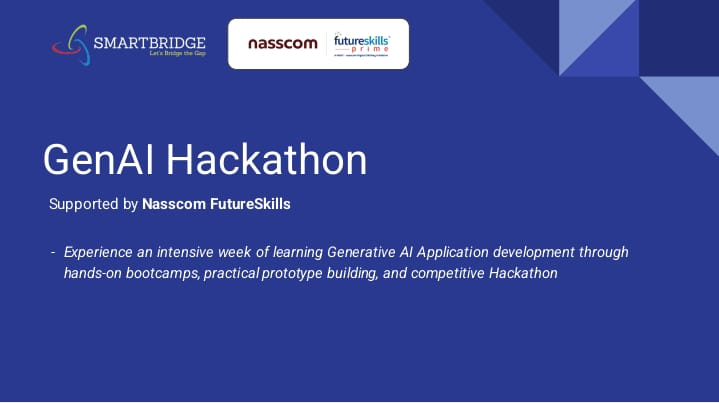 SMARTBRIDGE
Let's Bridge the Gap
nasscom
futureskills
prime
GenAI Hackathon
Supported by Nasscom FutureSkills
- Experience an intensive week of learning Generative AI Application development through
hands-on bootcamps, practical prototype building, and competitive Hackathon